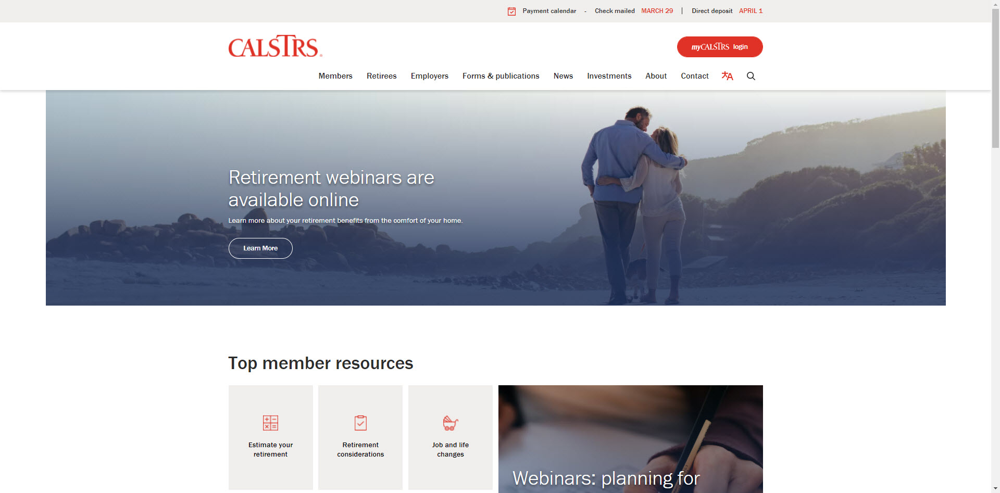 Payment calendar - Check mailed MARCH 29 | Direct deposit APRIL 1
CALSTRS®
myCALSTRS login
Members Retirees Employers Forms & publications News Investments About Contact
Retirement webinars are
available online
Learn more about your retirement benefits from the comfort of your home.
Learn More
Top member resources
Estimate your
retirement
Retirement
considerations
Job and life
changes
Webinars: planning for